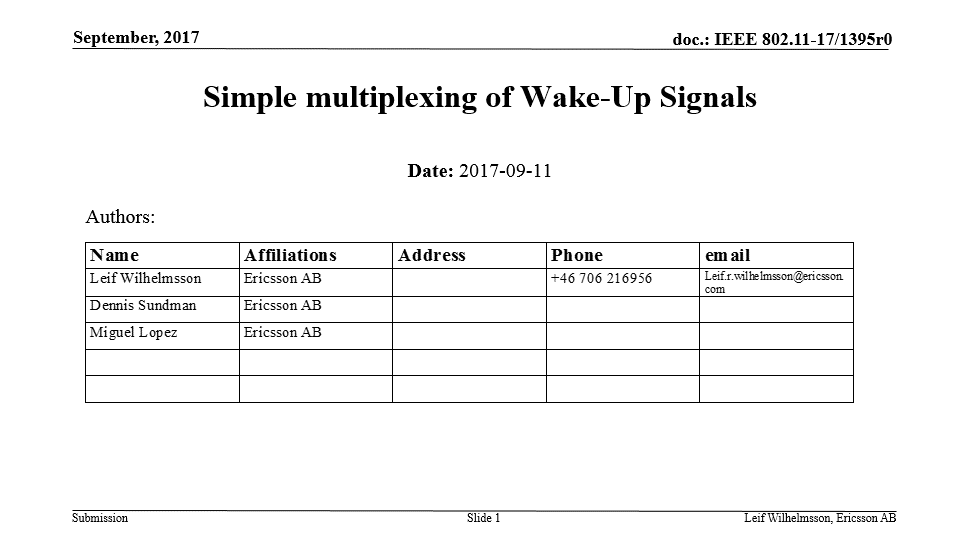 September, 2017
doc.: IEEE 802.11-17/1395r0
Simple multiplexing of Wake-Up Signals
Date: 2017-09-11
Authors:
Name Affiliations Address Phone email
Leif Wilhelmsson Ericsson AB +46 706 216956 Leif.r.wilhelmsson@ericsson.
com
Dennis Sundman Ericsson AB
Miguel Lopez Ericsson AB
Submission
Slide 1
Leif Wilhelmsson, Ericsson AB